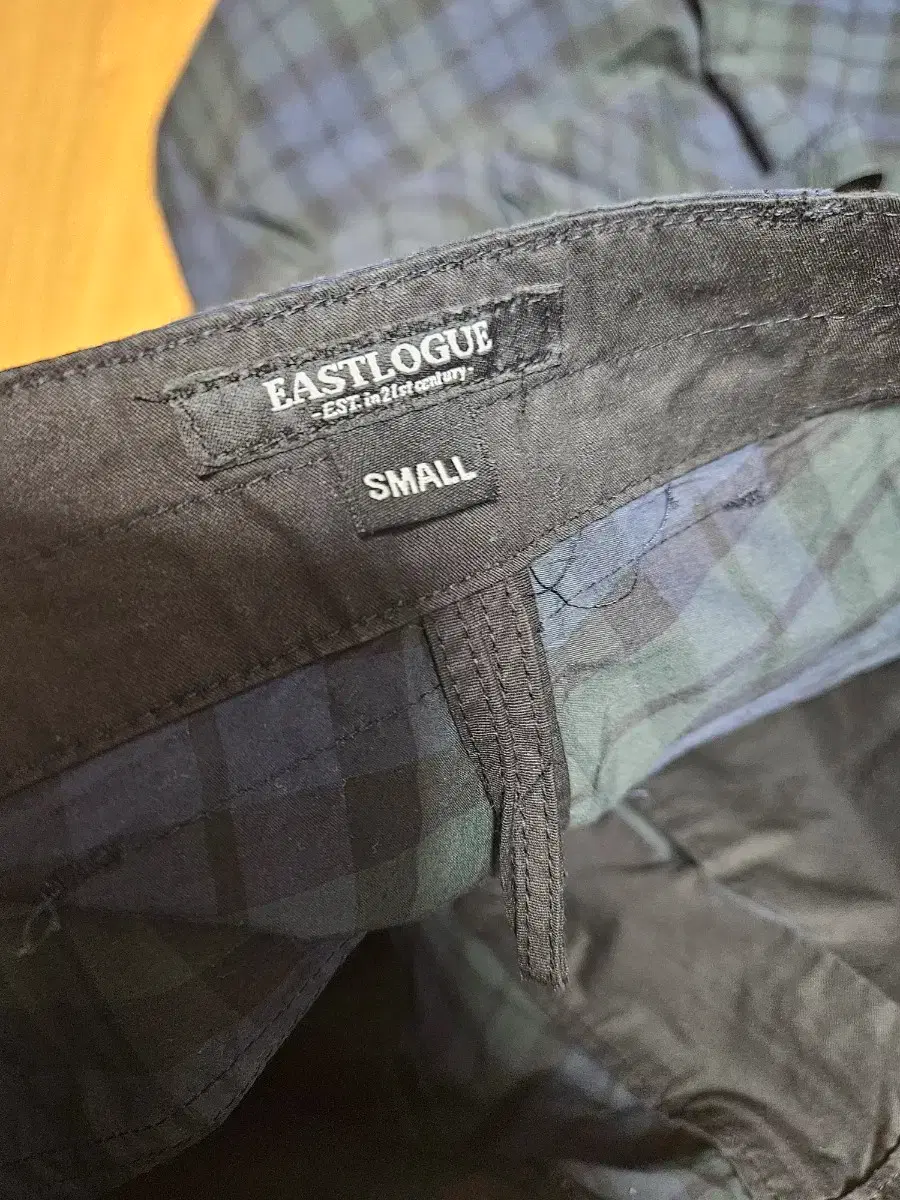 EASTLOGUE
-EST. in 21st century-
SMALL